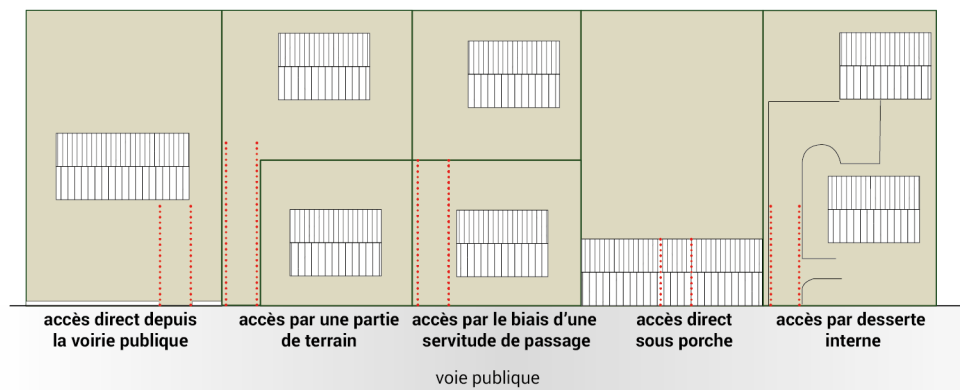 accès direct depuis
la voirie publique
accès par une partie
de terrain
accès par le biais d'une
servitude de passage
accès direct
sous porche
accès par desserte
interne
voie publique